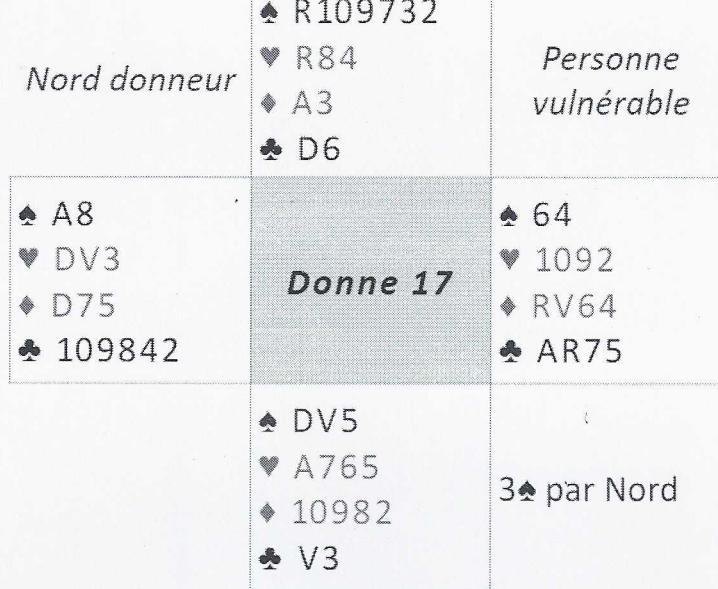 ♠ R109732
♥ R84
♦ A3
♣ D6
Nord donneur
Personne
vulnérable
♠ A8
♥ DV3
♦ D75
♣ 109842
Donne 17
♠ 64
♥ 1092
♦ RV64
♣ AR75
♠ DV5
♥ A765
♦ 10982
♣ V3
3♠ par Nord